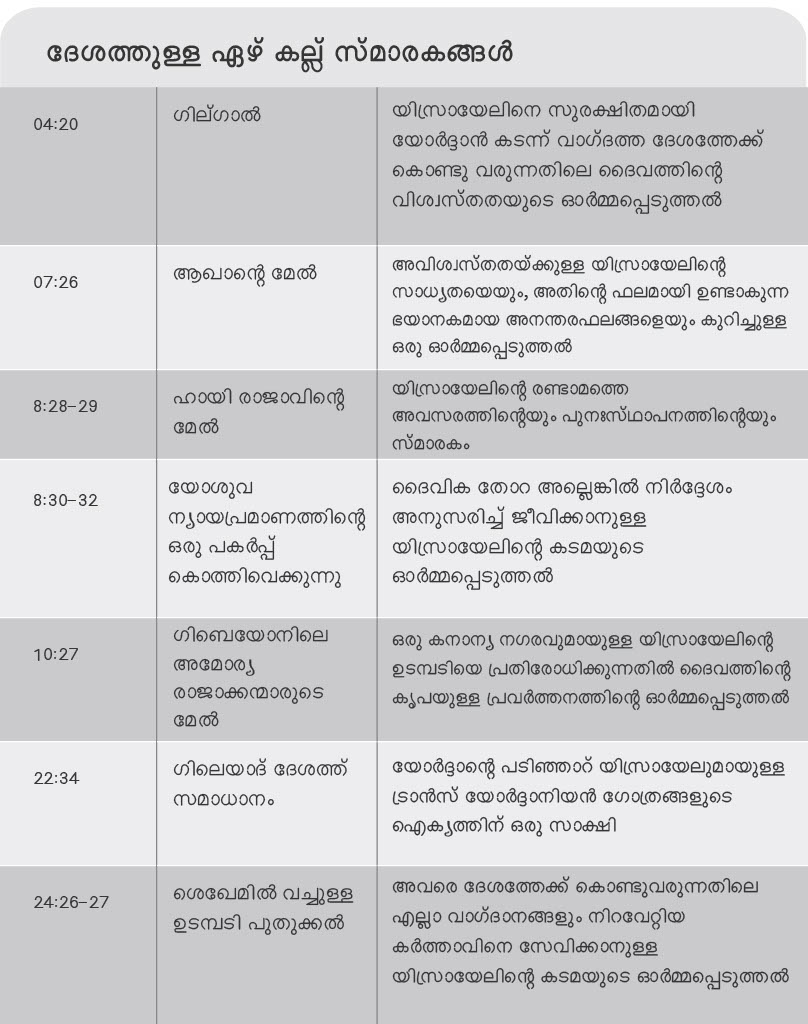 ദേശത്തുള്ള ഏഴ് കല്ല് സ്മാരകങ്ങൾ
04:20
ഗില്ഗാൽ
യിസ്രായേലിനെ സുരക്ഷിതമായി
യോർദ്ദാൻ കടന്ന് വാഗ്ദത്ത ദേശത്തേക്ക്
കൊണ്ടു വരുന്നതിലെ ദൈവത്തിന്റെ
വിശ്വസ്തതയുടെ ഓർമ്മപ്പെടുത്തൽ
07:26
ആഖാന്റെ മേൽ
അവിശ്വസ്തതയ്ക്കുള്ള യിസ്രായേലിന്റെ
സാധ്യതയെയും, അതിന്റെ ഫലമായി ഉണ്ടാകുന്ന
ഭയാനകമായ അനന്തരഫലങ്ങളെയും കുറിച്ചുള്ള
ഒരു ഓർമ്മപ്പെടുത്തൽ
8:28-29
ഹായി രാജാവിന്റെ
മേൽ
യിസ്രായേലിന്റെ രണ്ടാമത്തെ
അവസരത്തിന്റെയും പുനഃസ്ഥാപനത്തിന്റെയും
സ്മാരകം
8:30-32
യോശുവ
ന്യായപ്രമാണത്തിന്റെ
ഒരു പകർപ്പ്
കൊത്തിവെക്കുന്നു
ദൈവിക തോറ അല്ലെങ്കിൽ നിർദ്ദേശം
അനുസരിച്ച് ജീവിക്കാനുള്ള
യിസ്രായേലിന്റെ കടമയുടെ
ഓർമ്മപ്പെടുത്തൽ
10:27
ഗിബെയോനിലെ
അമോര്യ
രാജാക്കന്മാരുടെ
മേൽ
ഒരു കനാന്യ നഗരവുമായുള്ള യിസ്രായേലിന്റെ
ഉടമ്പടിയെ പ്രതിരോധിക്കുന്നതിൽ ദൈവത്തിന്റെ
കൃപയുള്ള പ്രവർത്തനത്തിന്റെ ഓർമ്മപ്പെടുത്തൽ
22:34
ഗിലെയാദ് ദേശത്ത്
സമാധാനം
യോർദ്ദാന്റെ പടിഞ്ഞാറ് യിസ്രായേലുമായുള്ള
ട്രാൻസ് യോർദ്ദാനിയൻ ഗോത്രങ്ങളുടെ
ഐക്യത്തിന് ഒരു സാക്ഷി
24:26-27
ശെഖേമിൽ വച്ചുള്ള
ഉടമ്പടി പുതുക്കൽ
അവരെ ദേശത്തേക്ക് കൊണ്ടുവരുന്നതിലെ
എല്ലാ വാഗ്ദാനങ്ങളും നിറവേറ്റിയ
കർത്താവിനെ സേവിക്കാനുള്ള
യിസ്രായേലിന്റെ കടമയുടെ ഓർമ്മപ്പെടുത്തൽ